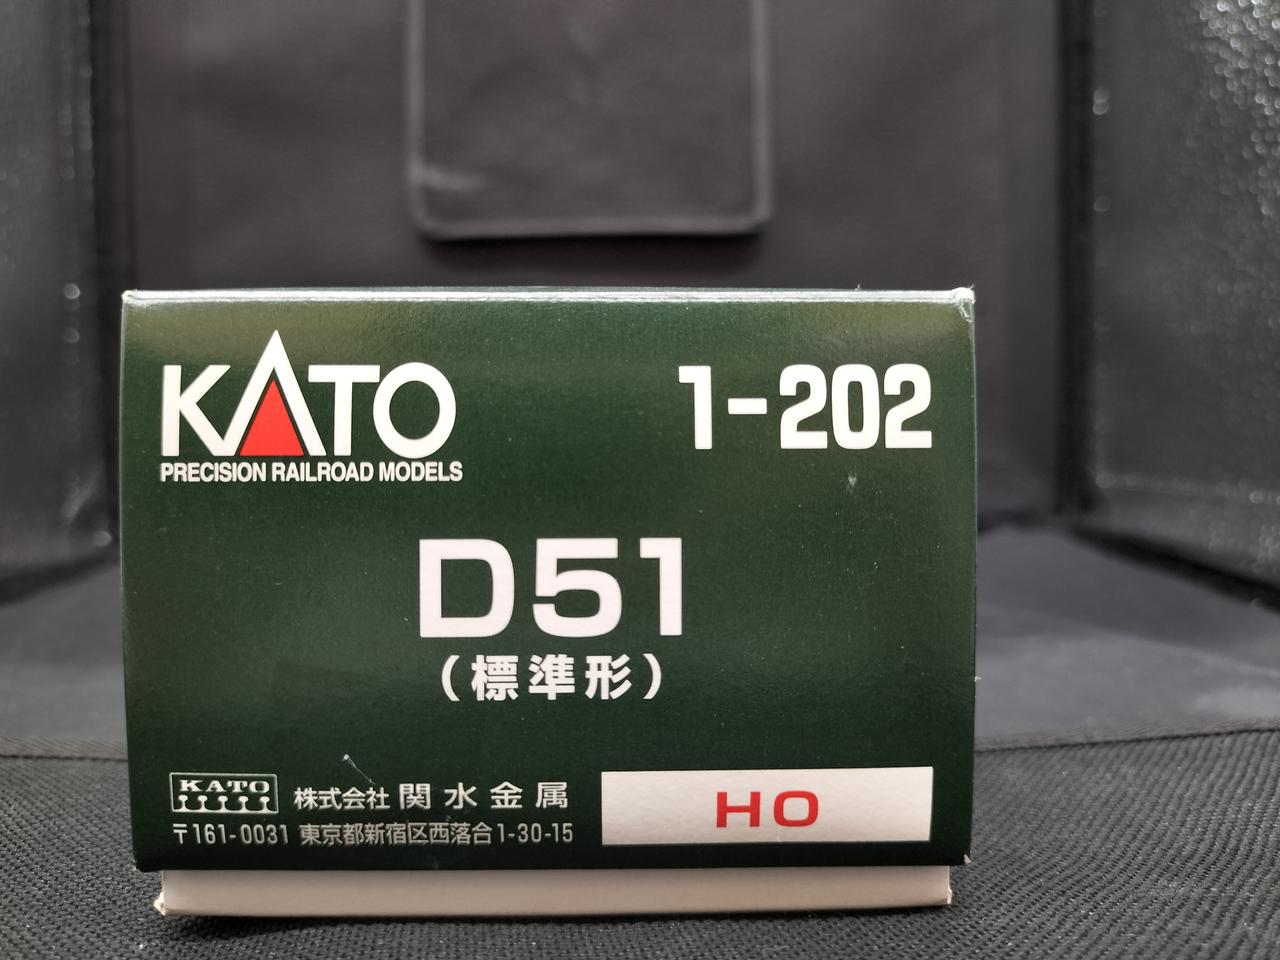 KATO
PRECISION RAILROAD MODELS
1-202
D51
(標準形)
KATO
株式会社 関水金属
〒161-0031 東京都新宿区西落合1-30-15
HO